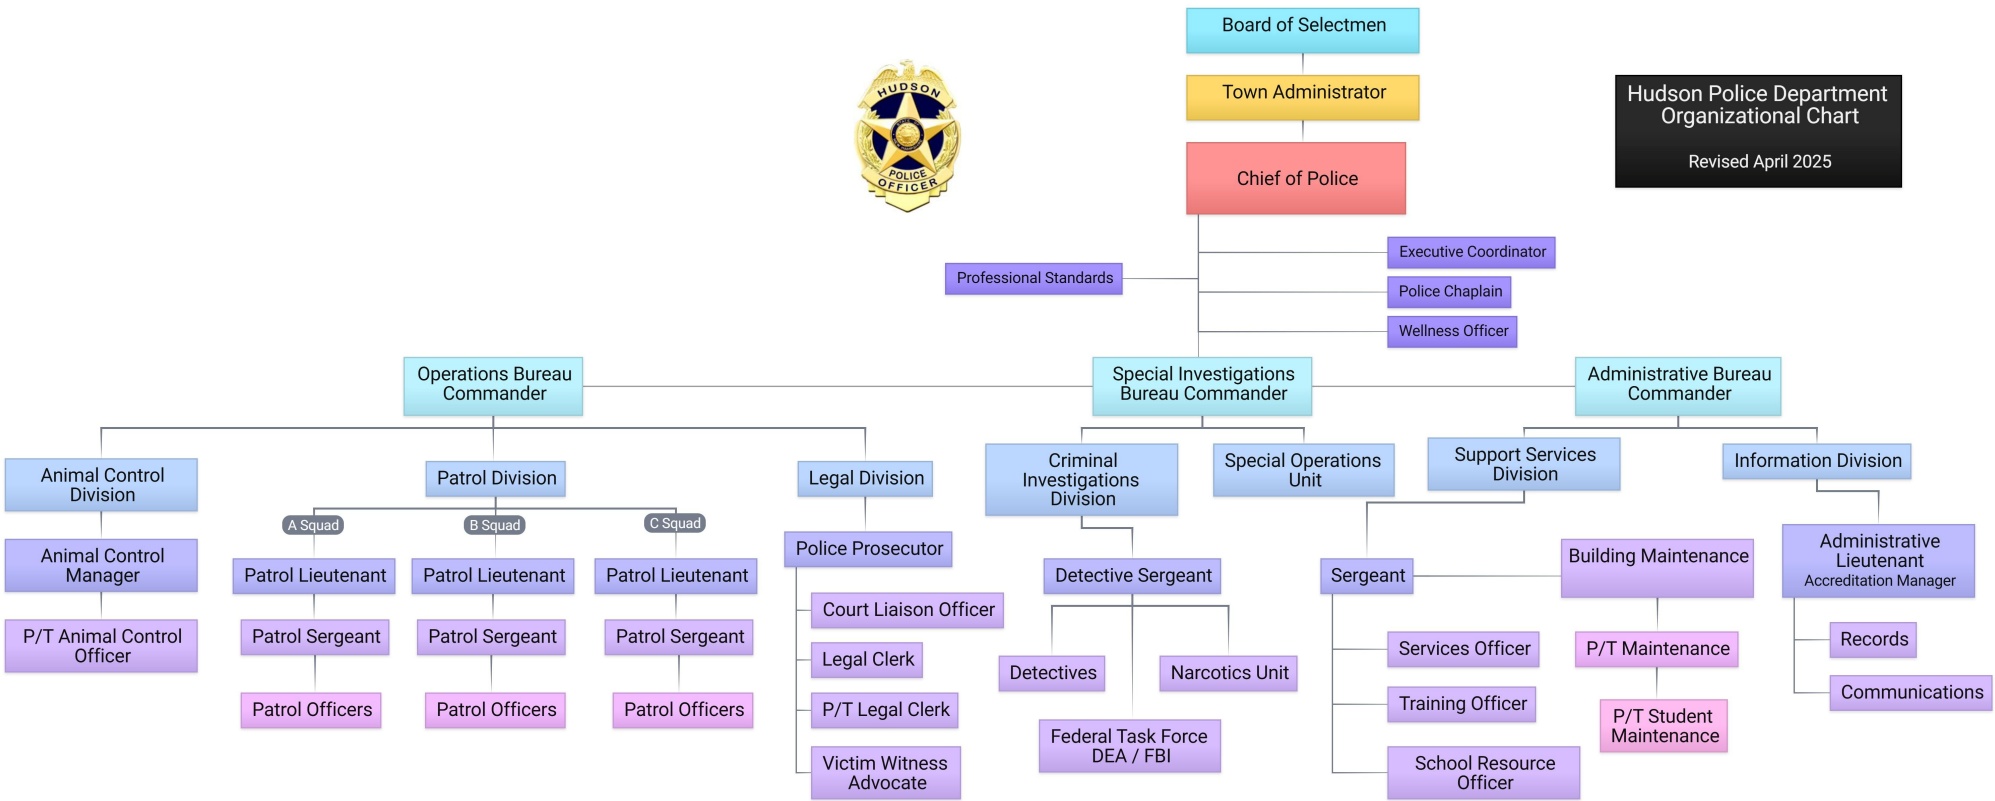 Board of Selectmen
HUDSON
POLICE
OFFICER
Town Administrator
Hudson Police Department
Organizational Chart
Revised April 2025
Chief of Police
Executive Coordinator
Professional Standards
Police Chaplain
Wellness Officer
Operations Bureau
Commander
Special Investigations
Bureau Commander
Administrative Bureau
Commander
Animal Control
Division
Patrol Division
Legal Division
Criminal
Investigations
Division
Special Operations
Unit
Support Services
Division
Information Division
A Squad
B Squad
C Squad
Animal Control
Manager
Patrol Lieutenant
Patrol Lieutenant
Patrol Lieutenant
Police Prosecutor
Detective Sergeant
Sergeant
Building Maintenance
Administrative
Lieutenant
Accreditation Manager
P/T Animal Control
Officer
Patrol Sergeant
Patrol Sergeant
Patrol Sergeant
Court Liaison Officer
Legal Clerk
P/T Legal Clerk
Victim Witness
Advocate
Patrol Officers
Patrol Officers
Patrol Officers
Detectives
Narcotics Unit
Federal Task Force
DEA / FBI
Services Officer
Training Officer
School Resource
Officer
P/T Maintenance
P/T Student
Maintenance
Records
Communications